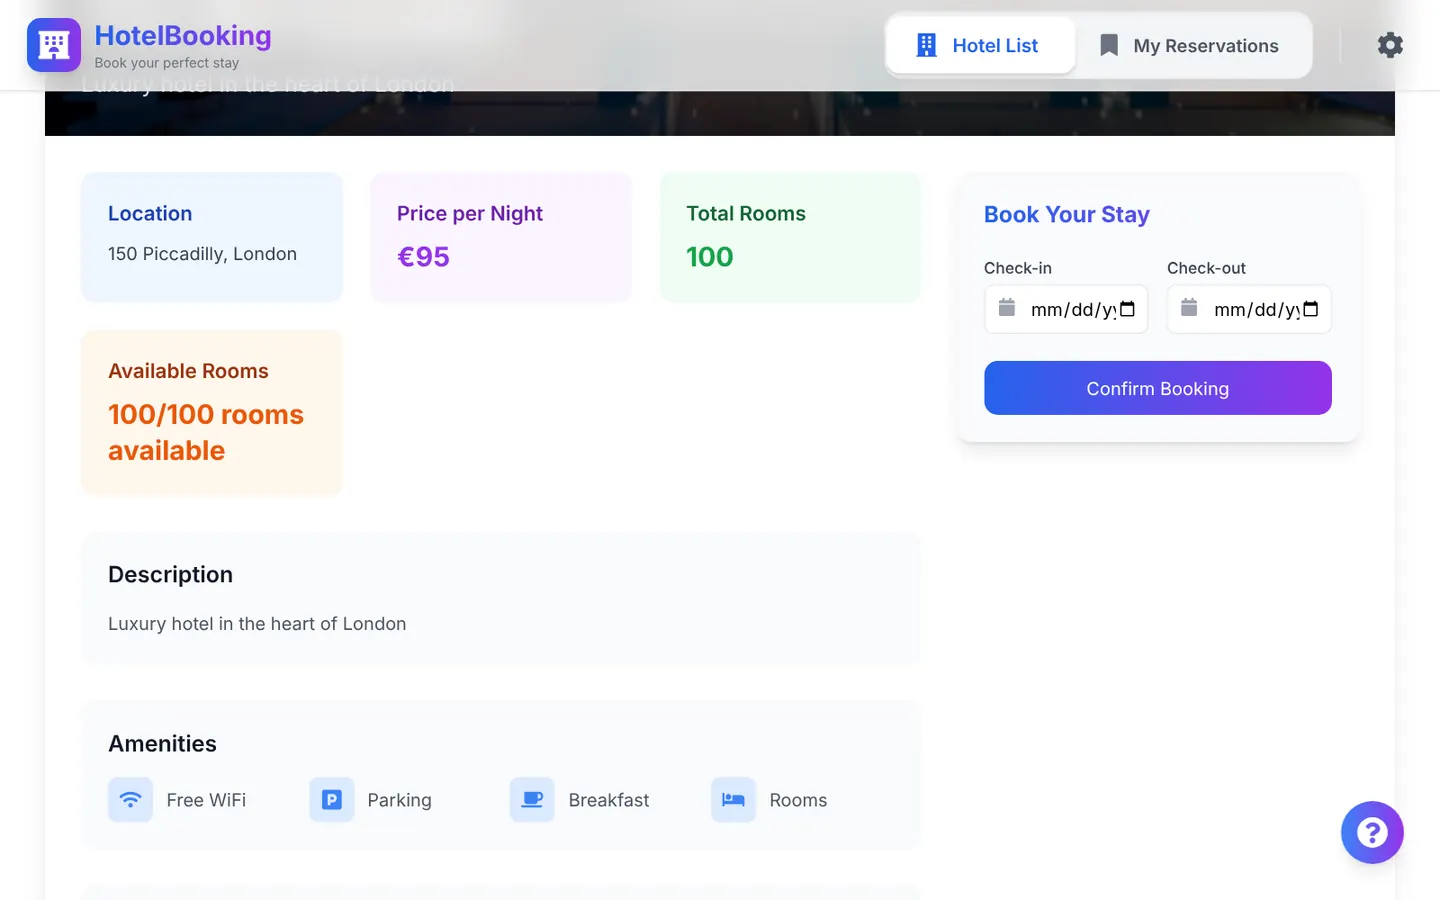 HotelBooking
Book your perfect stay
Hotel List
My Reservations
Luxury hotel in the heart of London
Location
150 Piccadilly, London
Price per Night
€95
Total Rooms
100
Available Rooms
100/100 rooms
available
Book Your Stay
Check-in
Check-out
mm/dd/yy
mm/dd/yy
Confirm Booking
Description
Luxury hotel in the heart of London
Amenities
Free WiFi
Parking
Breakfast
Rooms